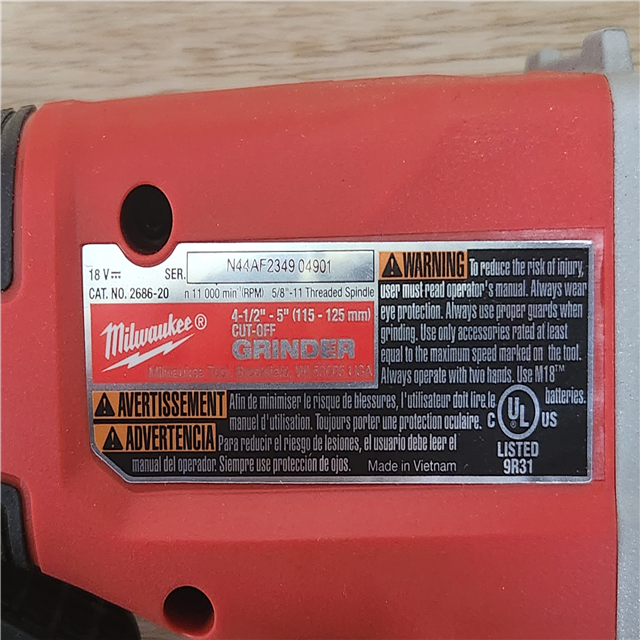 18 V⎓ SER. N44AF2349 04901
CAT. NO. 2686-20 n 11 000 min⁻¹(RPM) 5/8"-11 Threaded Spindle
Milwaukee®
4-1/2" - 5" (115 - 125 mm)
CUT-OFF
GRINDER
Milwaukee Tool, Brookfield, WI 53005 USA
WARNING To reduce the risk of injury,
user must read operator's manual. Always wear
eye protection. Always use proper guards when
grinding. Use only accessories rated at least
equal to the maximum speed marked on the tool.
Always operate with two hands. Use M18™
batteries.
AVERTISSEMENT Afin de minimiser le risque de blessures, l'utilisateur doit lire le
manuel d'utilisation. Toujours porter une protection oculaire.
ADVERTENCIA Para reducir el riesgo de lesiones, el usuario debe leer el
manual del operador. Siempre use protección de ojos.
Made in Vietnam
C UL US
LISTED
9R31